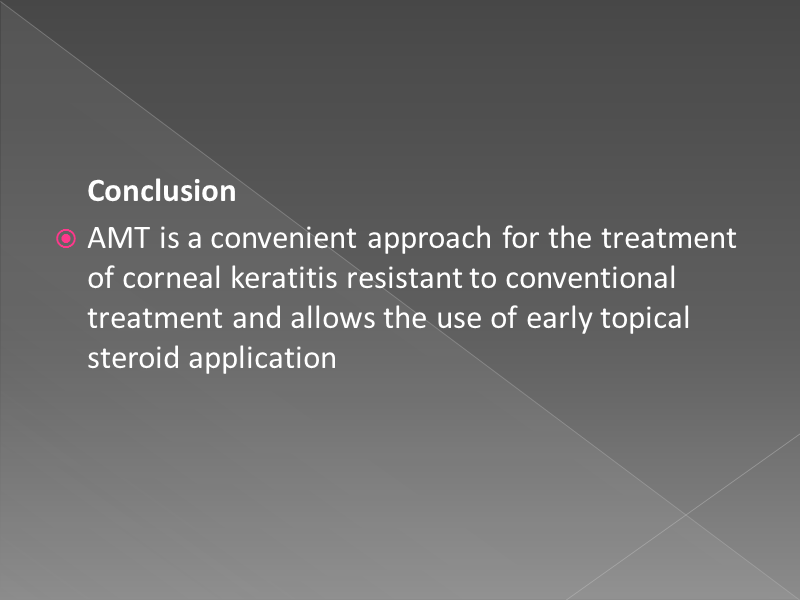 Conclusion
AMT is a convenient approach for the treatment
of corneal keratitis resistant to conventional
treatment and allows the use of early topical
steroid application